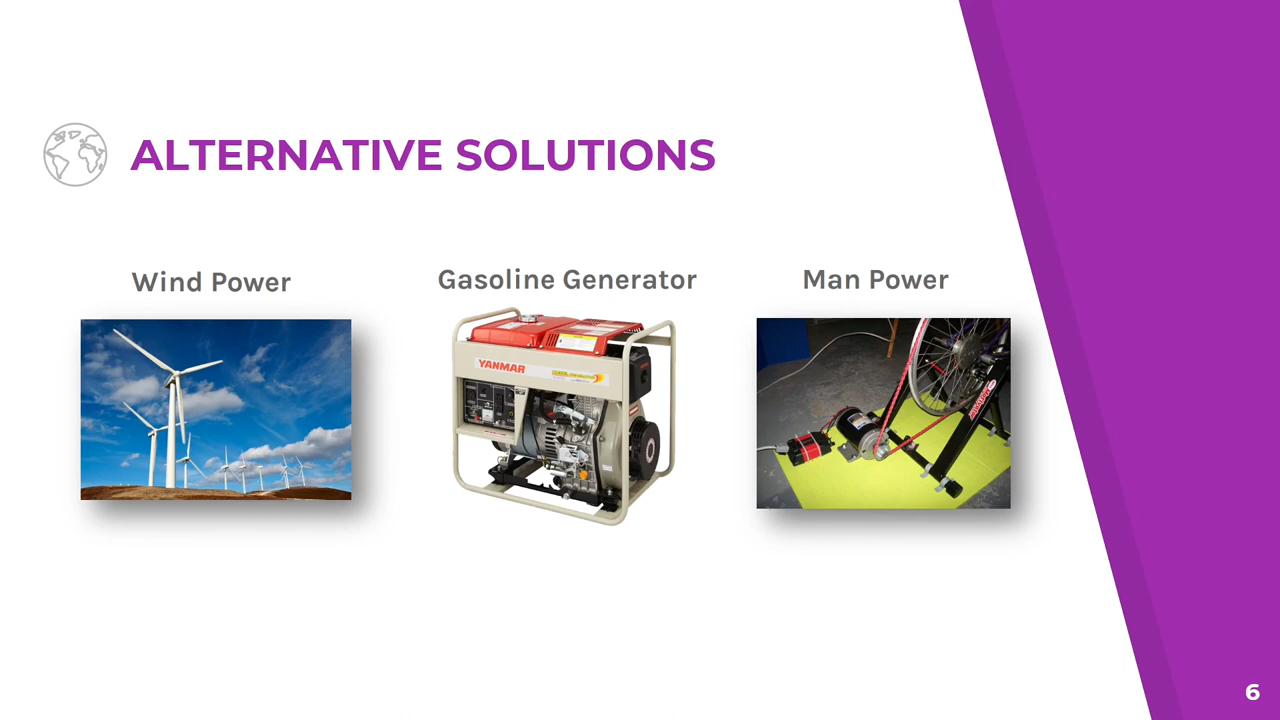 ALTERNATIVE SOLUTIONS
Wind Power
Gasoline Generator
Man Power
YANMAR
6